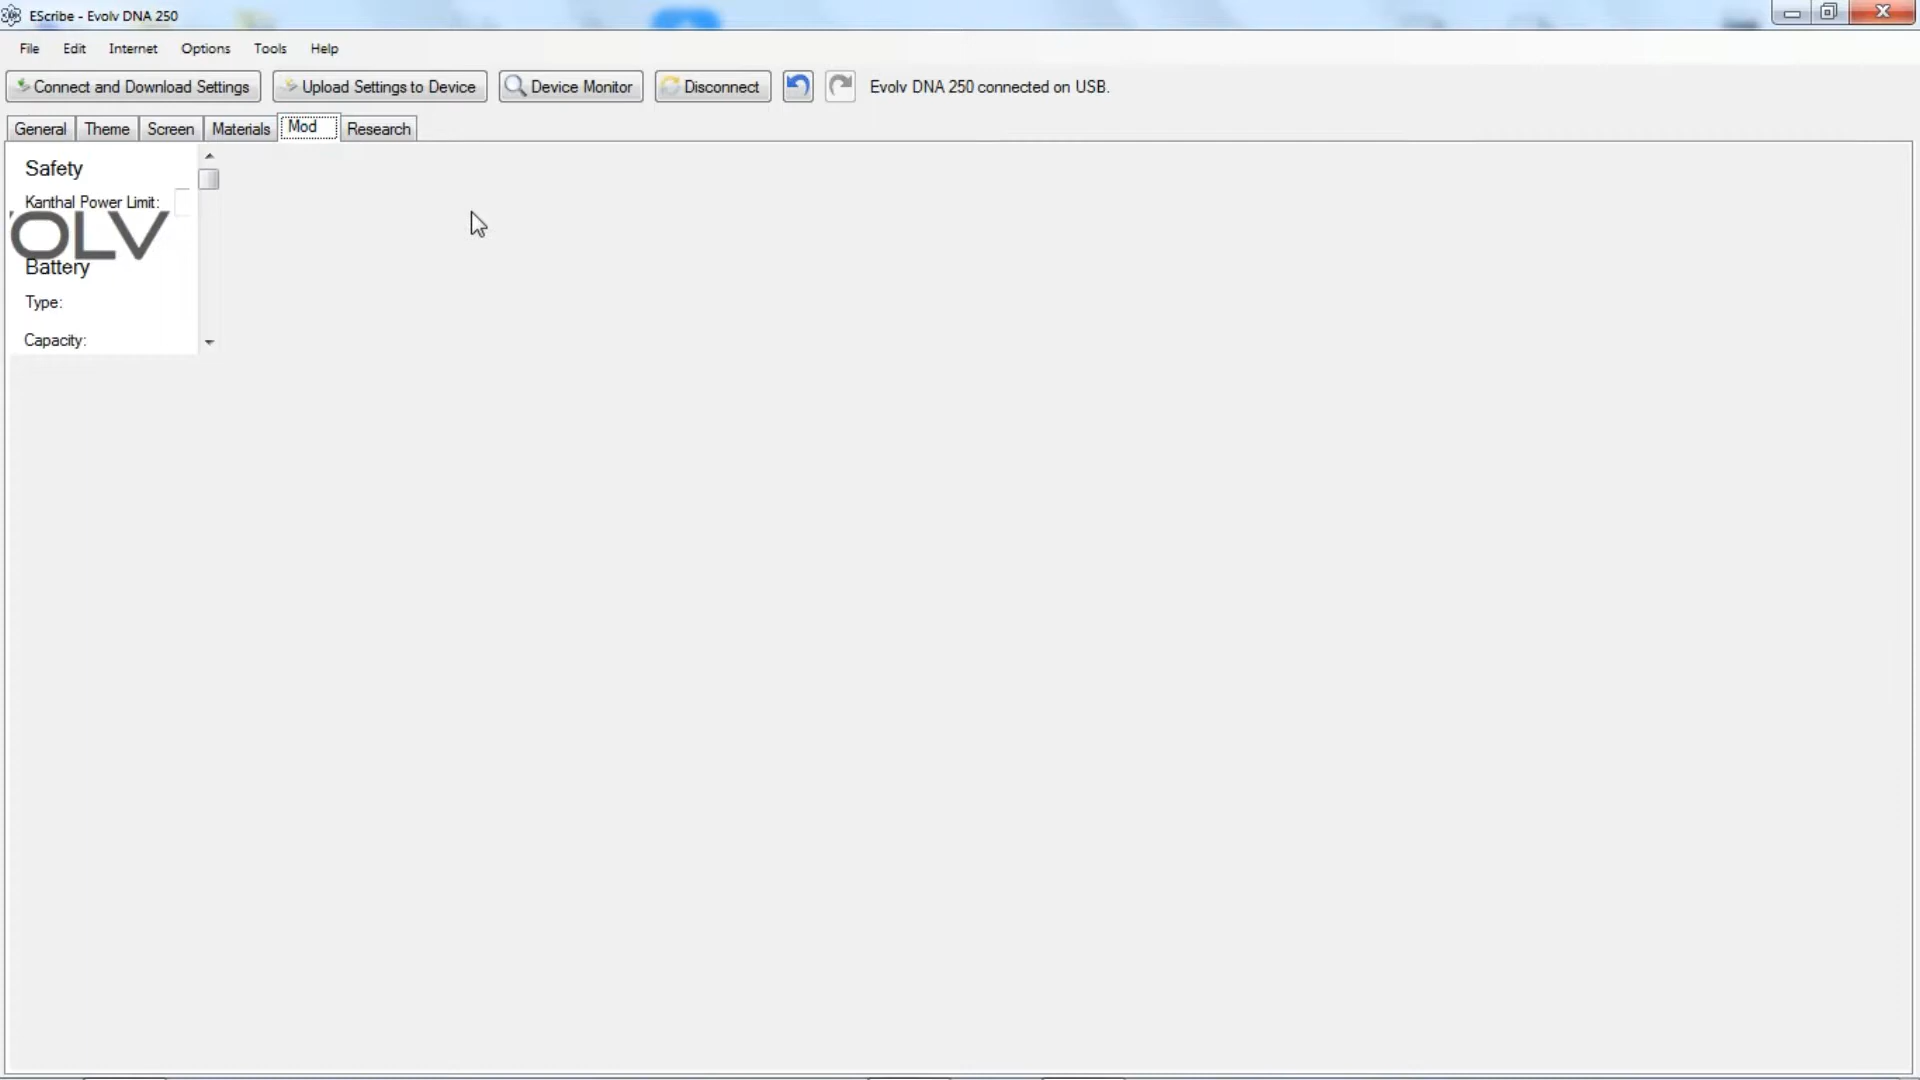 EScribe - Evolv DNA 250
File Edit Internet Options Tools Help
Connect and Download Settings Upload Settings to Device Device Monitor Disconnect Evolv DNA 250 connected on USB.
General Theme Screen Materials Mod Research
Safety
Kanthal Power Limit:
OLV
Battery
Type:
Capacity: